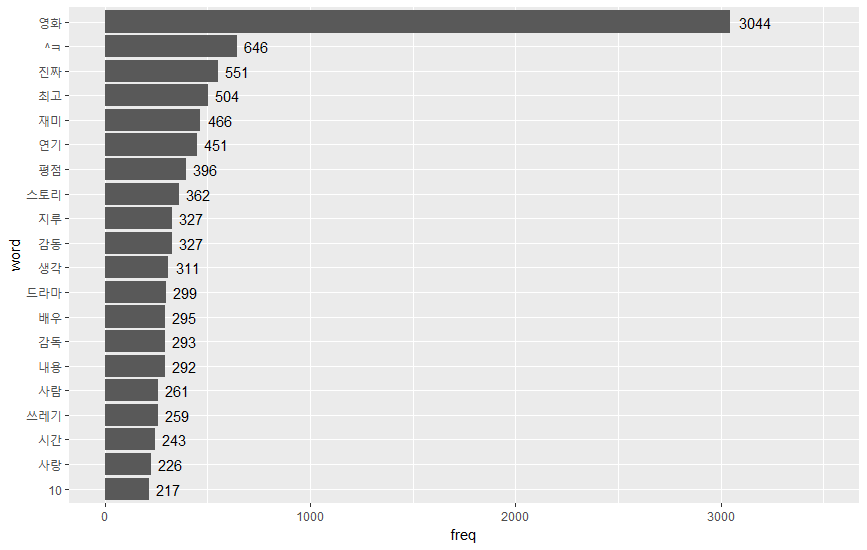 영화 3044
^ㅋ 646
진짜 551
최고 504
재미 466
연기 451
평점 396
스토리 362
지루 327
감동 327
생각 311
드라마 299
배우 295
감독 293
내용 292
사람 261
쓰레기 259
시간 243
사랑 226
10 217
word
0 1000 2000 3000
freq